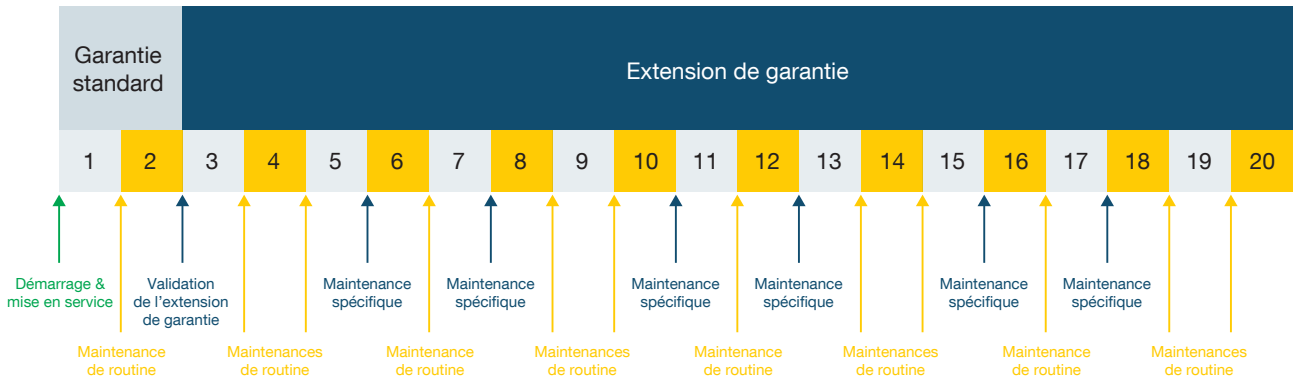 Garantie
standard
Extension de garantie
1 2 3 4 5 6 7 8 9 10 11 12 13 14 15 16 17 18 19 20
Démarrage &
mise en service
Validation
de l'extension
de garantie
Maintenance
spécifique
Maintenance
spécifique
Maintenance
spécifique
Maintenance
spécifique
Maintenance
spécifique
Maintenance
spécifique
Maintenance
de routine
Maintenances
de routine
Maintenance
de routine
Maintenances
de routine
Maintenance
de routine
Maintenances
de routine
Maintenance
de routine
Maintenances
de routine